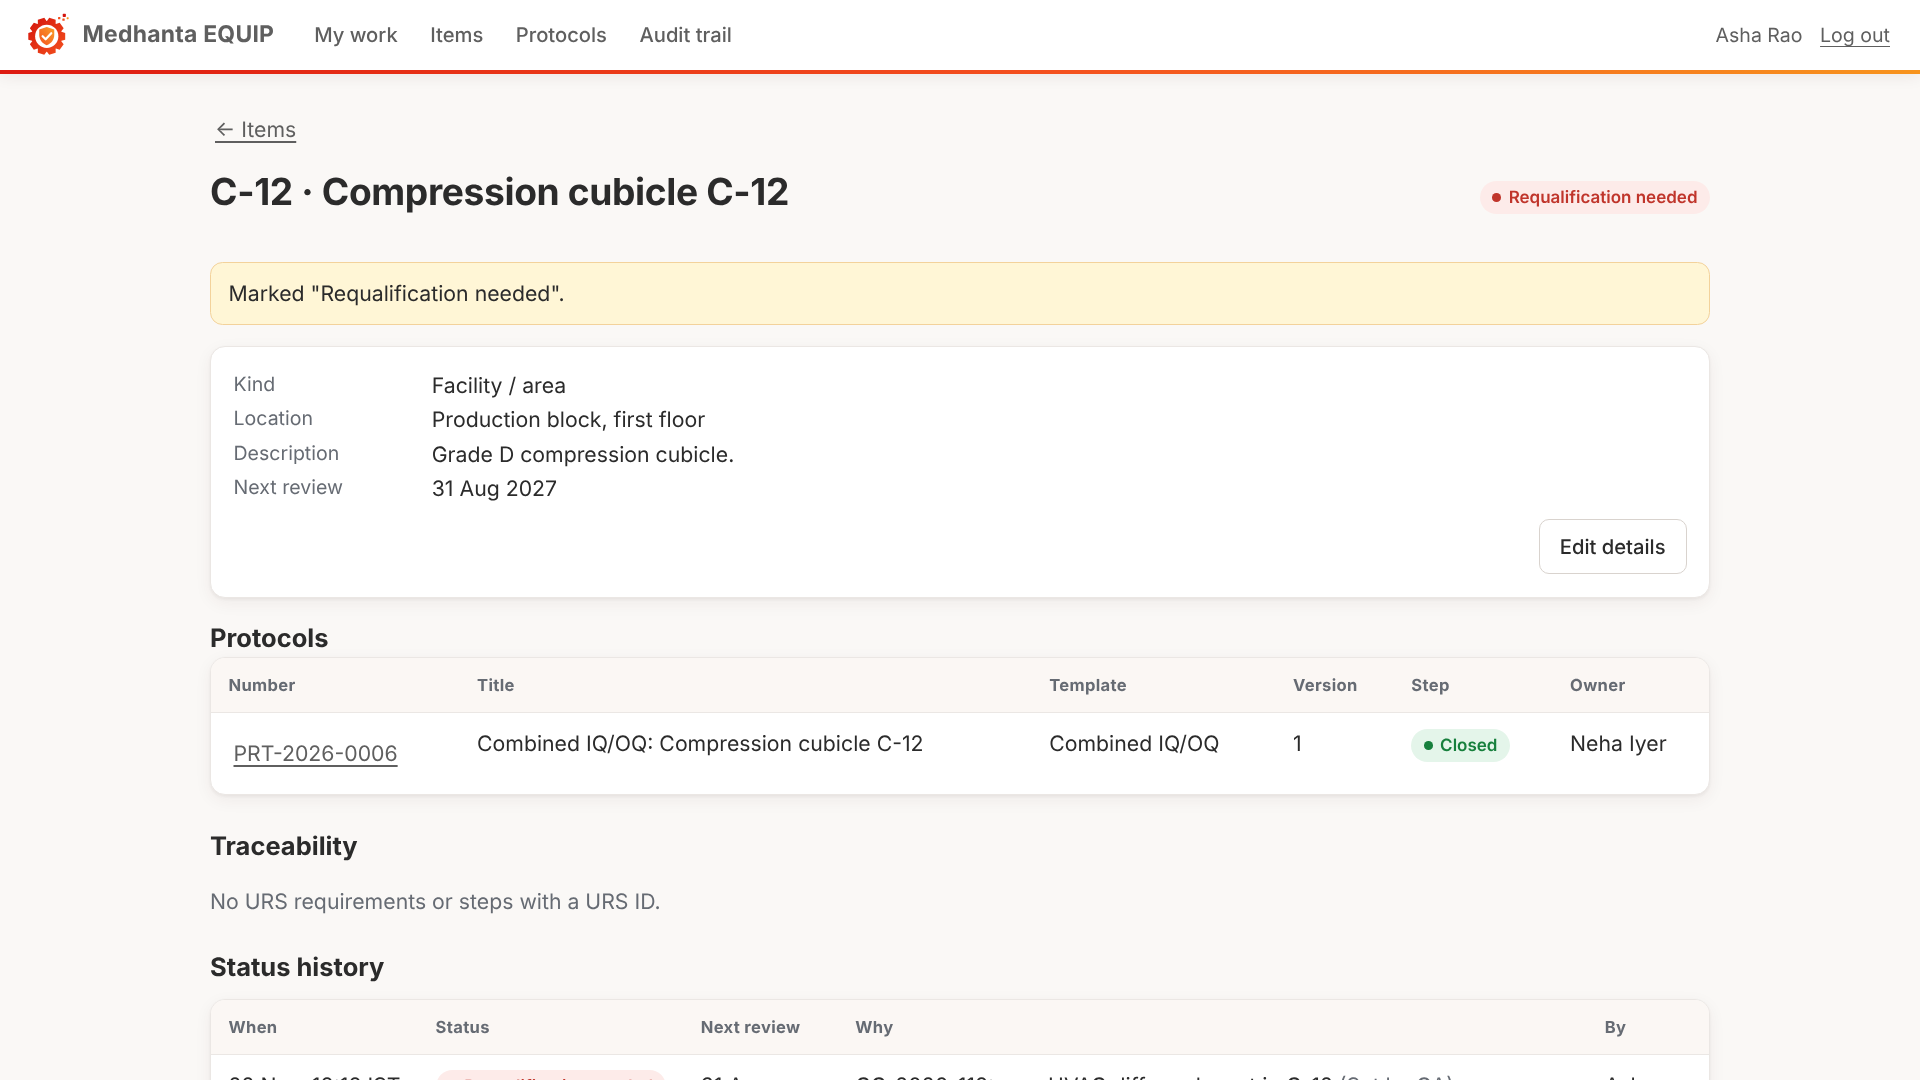 Medhanta EQUIP My work Items Protocols Audit trail Asha Rao Log out
← Items
C-12 · Compression cubicle C-12 Requalification needed
Marked "Requalification needed".
Kind Facility / area
Location Production block, first floor
Description Grade D compression cubicle.
Next review 31 Aug 2027
Edit details
Protocols
Number Title Template Version Step Owner
PRT-2026-0006 Combined IQ/OQ: Compression cubicle C-12 Combined IQ/OQ 1 Closed Neha Iyer
Traceability
No URS requirements or steps with a URS ID.
Status history
When Status Next review Why By